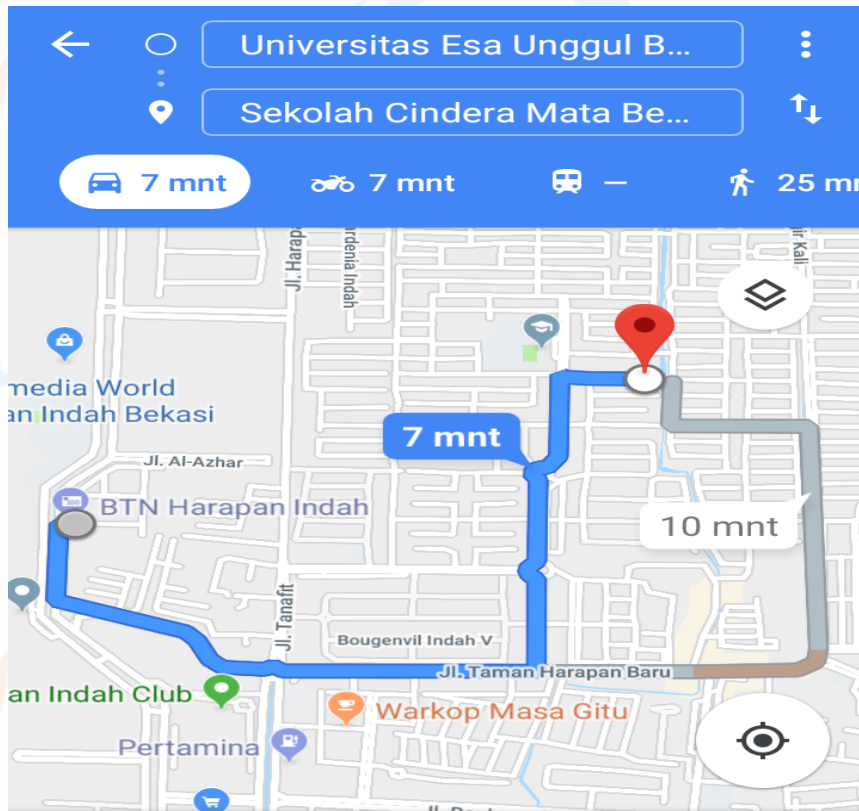 Universitas Esa Unggul B...
Sekolah Cindera Mata Be...
7 mnt
7 mnt
—
25 m
Jl. Harapa
ardenia Indah
ir Kali
media World
an Indah Bekasi
7 mnt
Jl. Al-Azhar
BTN Harapan Indah
10 mnt
Jl. Tanafit
Bougenvil Indah V
Jl. Taman Harapan Baru
an Indah Club
Warkop Masa Gitu
Pertamina